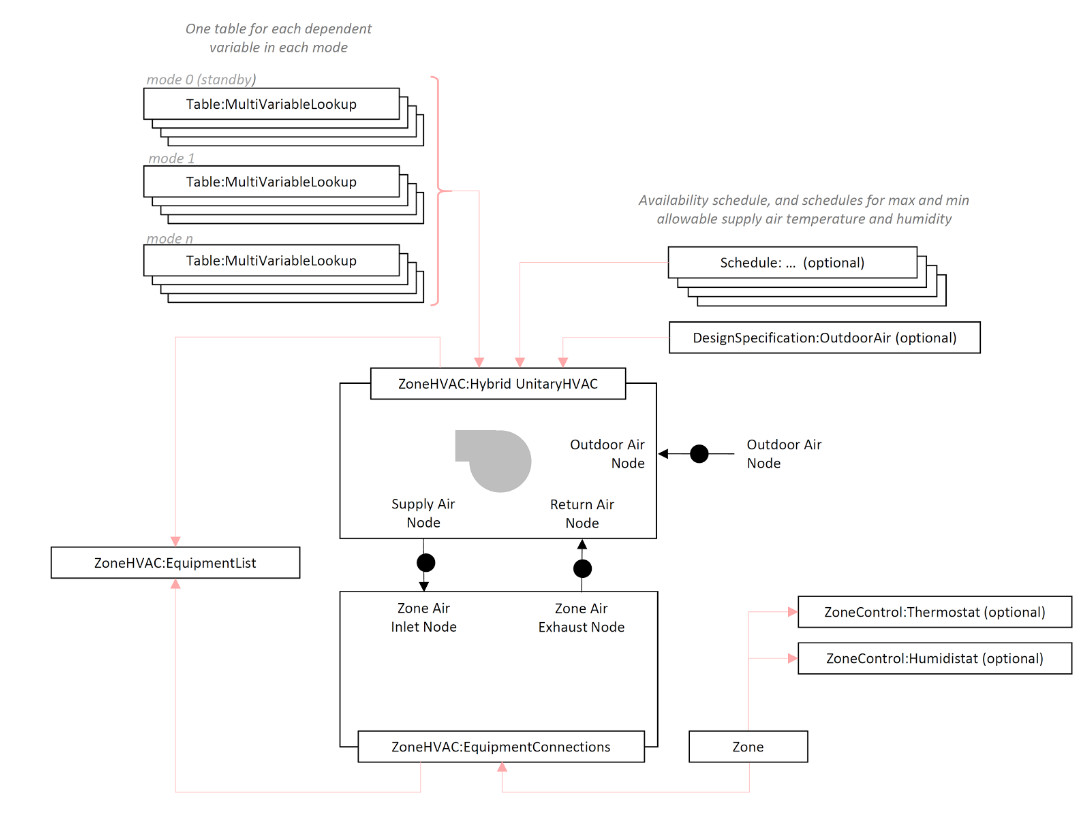 One table for each dependent
variable in each mode
mode 0 (standby)
Table:MultiVariableLookup
mode 1
Table:MultiVariableLookup
mode n
Table:MultiVariableLookup
Availability schedule, and schedules for max and min
allowable supply air temperature and humidity
Schedule: ... (optional)
DesignSpecification:OutdoorAir (optional)
ZoneHVAC:Hybrid UnitaryHVAC
Outdoor Air
Node
Outdoor Air
Node
Supply Air
Node
Return Air
Node
ZoneHVAC:EquipmentList
Zone Air
Inlet Node
Zone Air
Exhaust Node
ZoneControl:Thermostat (optional)
ZoneControl:Humidistat (optional)
ZoneHVAC:EquipmentConnections
Zone